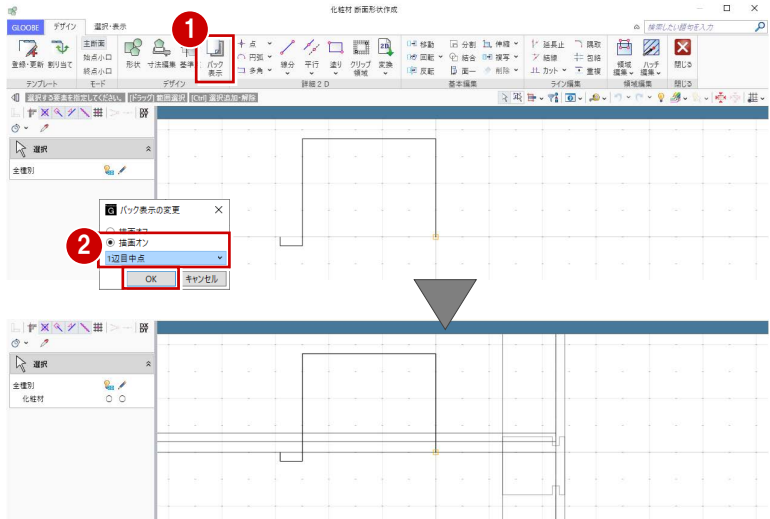 化粧材 断面形状作成
GLOOBE デザイン 選択・表示 検索したい語句を入力
1
登録・更新 割り当て 主断面 始点小口 終点小口 形状 寸法編集 基準 バック表示 点 円弧 多角 線分 平行 塗り クリップ領域 変換 移動 分割 伸縮 回転 結合 複写 反転 面一 削除 延長止 隅取 結線 包絡 カット 重複 領域編集 ハッチ編集 閉じる
テンプレート モード デザイン 詳細2D 基本編集 ライン編集 領域編集 閉じる
選択する要素を指定してください。 [ドラッグ] 範囲選択 [Ctrl] 選択追加・解除
選択
全種別
バック表示の変更
描画オフ
2
描画オン
1辺目中点
OK キャンセル
選択
全種別
化粧材